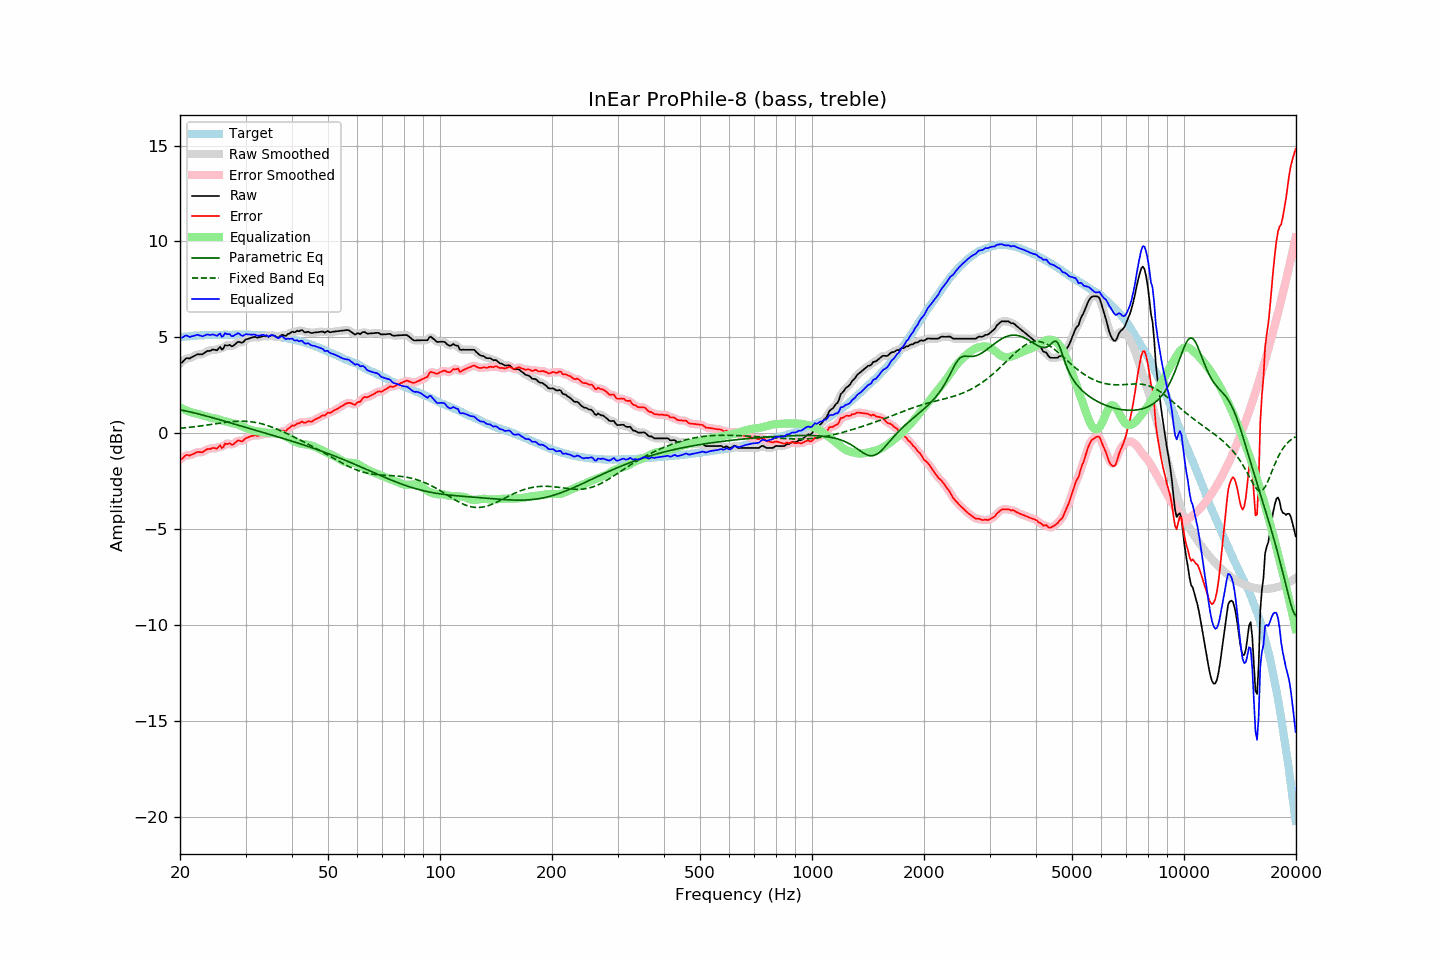 InEar ProPhile-8 (bass, treble)
Target
Raw Smoothed
Error Smoothed
Raw
Error
Equalization
Parametric Eq
Fixed Band Eq
Equalized
15
10
5
0
−5
−10
−15
−20
Amplitude (dBr)
20 50 100 200 500 1000 2000 5000 10000 20000
Frequency (Hz)